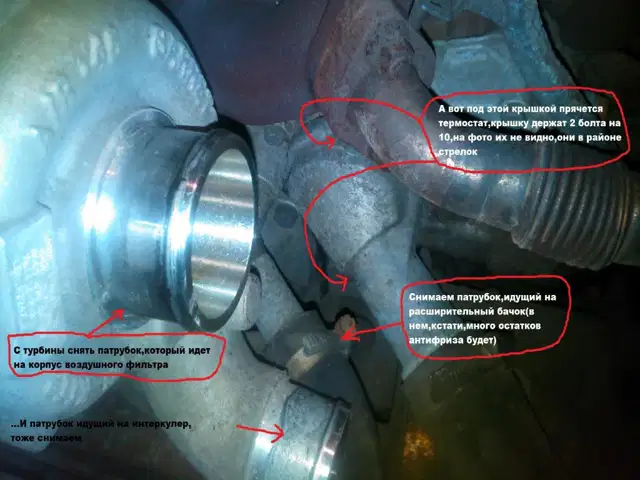 А вот под этой крышкой прячется
термостат,крышку держат 2 болта на
10,на фото их не видно,они в районе
стрелок
Снимаем патрубок,идущий на
расширительный бачок(в
нем,кстати,много остатков
антифриза будет)
С турбины снять патрубок,который идет
на корпус воздушного фильтра
...И патрубок идущий на интеркулер,
тоже снимаем